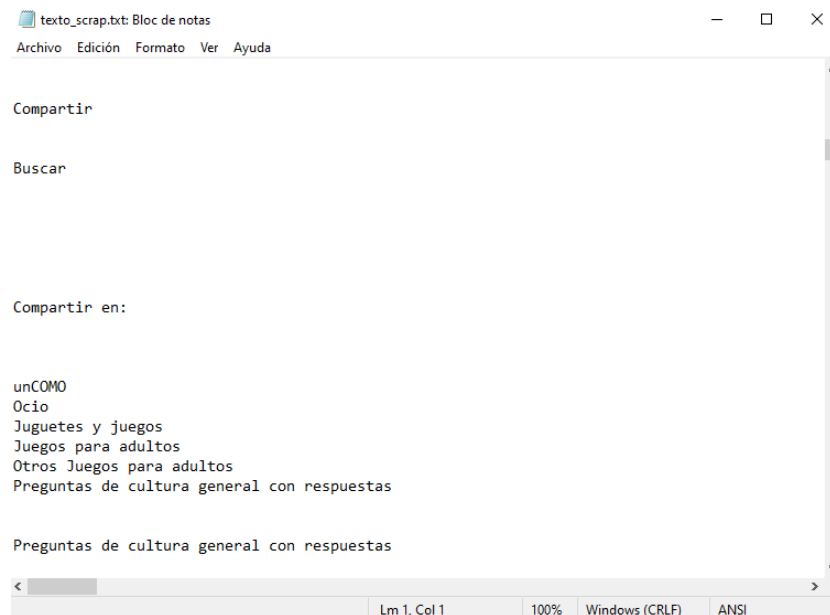 texto_scrap.txt: Bloc de notas
Archivo Edición Formato Ver Ayuda
Compartir
Buscar
Compartir en:
unCOMO
Ocio
Juguetes y juegos
Juegos para adultos
Otros Juegos para adultos
Preguntas de cultura general con respuestas
Preguntas de cultura general con respuestas
Lm 1, Col 1 100% Windows (CRLF) ANSI